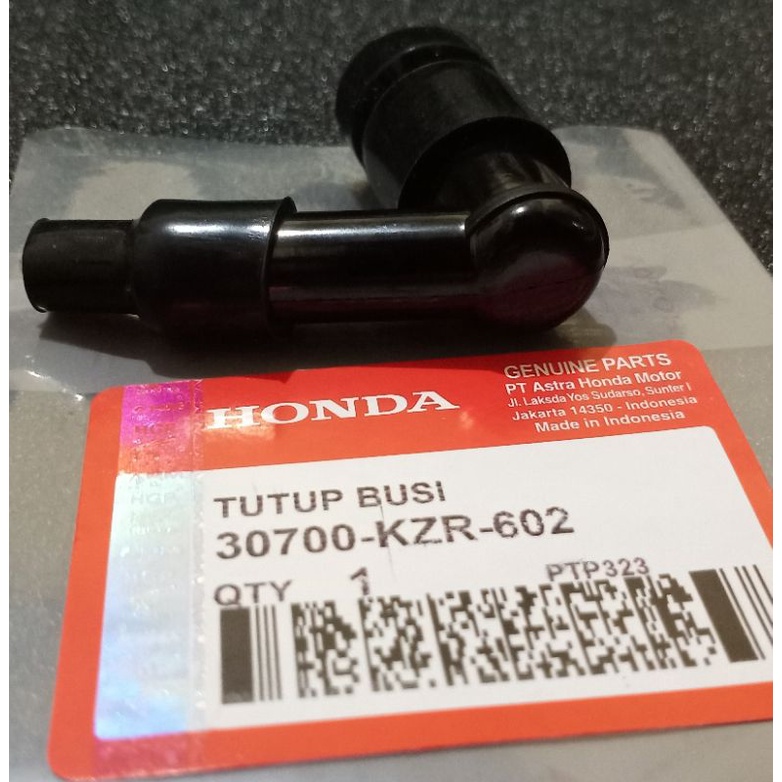 HONDA
GENUINE PARTS
PT Astra Honda Motor
Jl. Laksda Yos Sudarso, Sunter I
Jakarta 14350 - Indonesia
Made in Indonesia
TUTUP BUSI
30700-KZR-602
QTY 1
PTP323